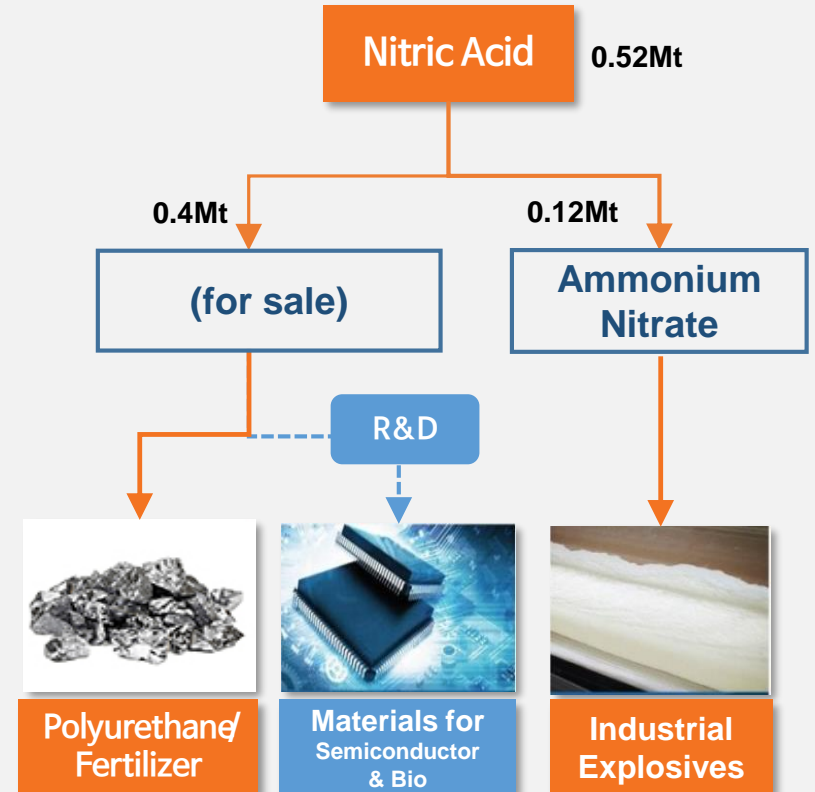 Nitric Acid
0.52Mt
0.4Mt
0.12Mt
(for sale)
Ammonium
Nitrate
R&D
Polyurethane/
Fertilizer
Materials for
Semiconductor
& Bio
Industrial
Explosives